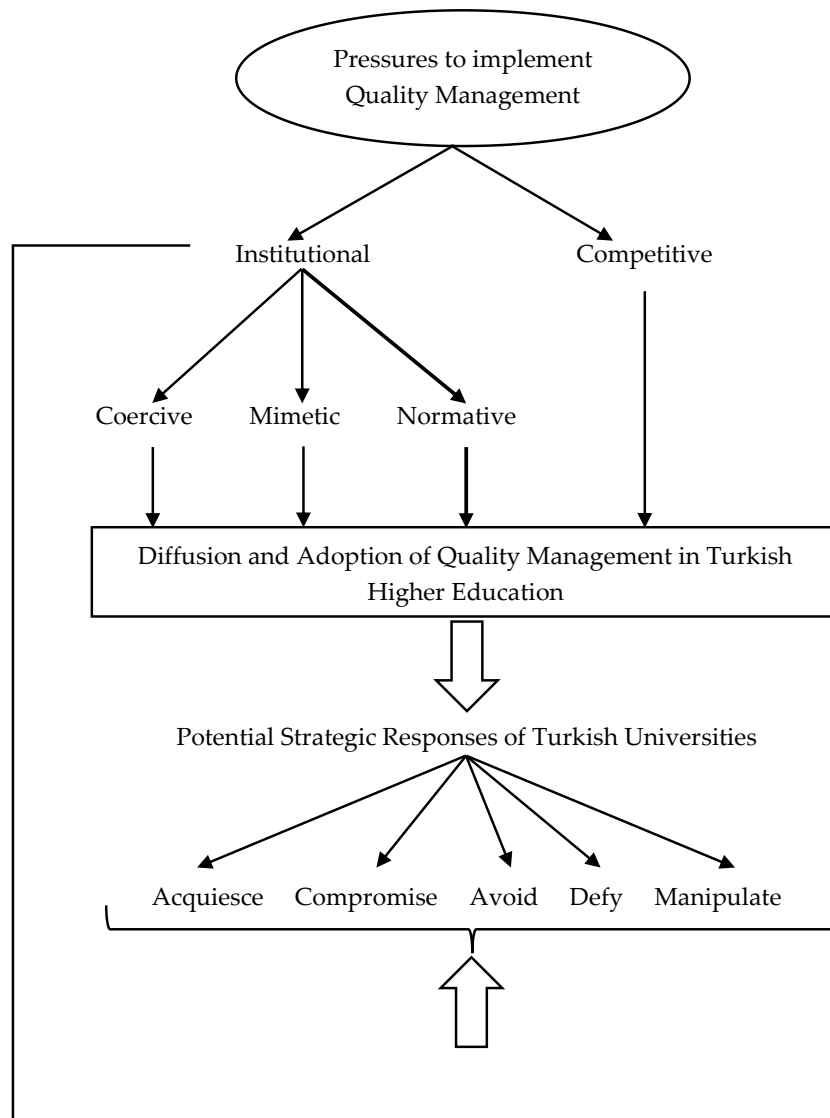 Pressures to implement
Quality Management
Institutional
Competitive
Coercive
Mimetic
Normative
Diffusion and Adoption of Quality Management in Turkish
Higher Education
Potential Strategic Responses of Turkish Universities
Acquiesce
Compromise
Avoid
Defy
Manipulate